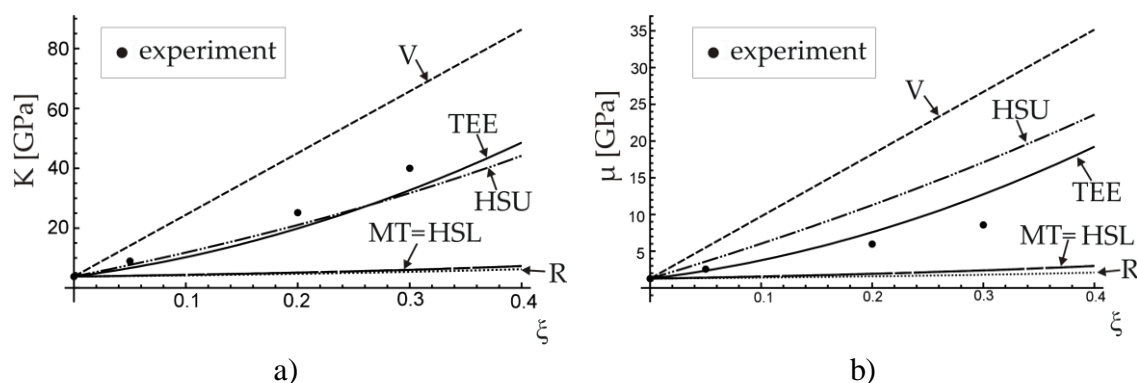 experiment
V
TEE
HSU
MT=HSL
R
K [GPa]
80
60
40
20
0.1
0.2
0.3
0.4
ξ
a)
experiment
V
HSU
TEE
MT=HSL
R
μ [GPa]
35
30
25
20
15
10
5
0.1
0.2
0.3
0.4
ξ
b)